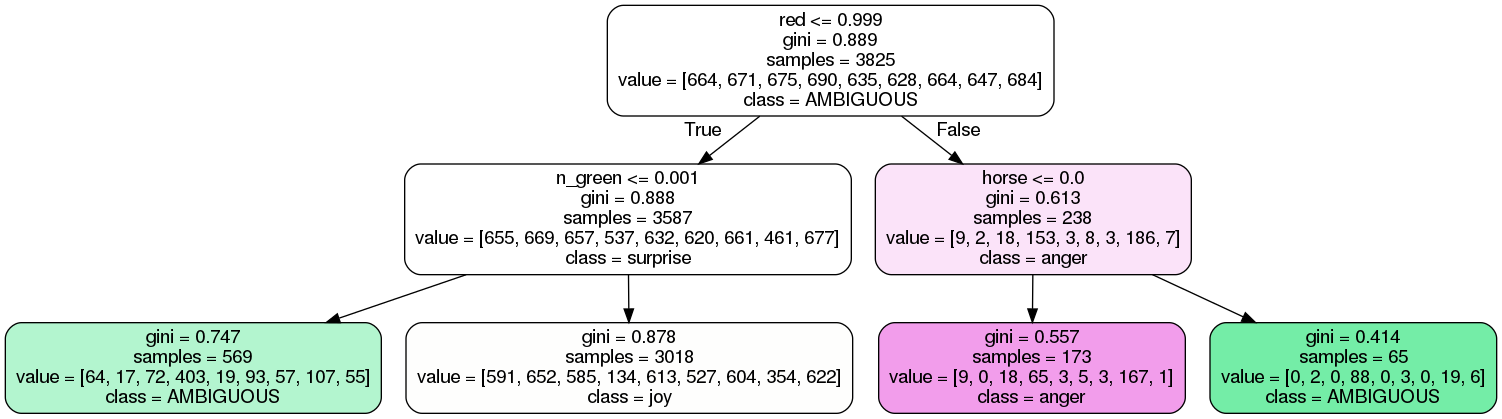 red <= 0.999
gini = 0.889
samples = 3825
value = [664, 671, 675, 690, 635, 628, 664, 647, 684]
class = AMBIGUOUS
True
False
n_green <= 0.001
gini = 0.888
samples = 3587
value = [655, 669, 657, 537, 632, 620, 661, 461, 677]
class = surprise
horse <= 0.0
gini = 0.613
samples = 238
value = [9, 2, 18, 153, 3, 8, 3, 186, 7]
class = anger
gini = 0.747
samples = 569
value = [64, 17, 72, 403, 19, 93, 57, 107, 55]
class = AMBIGUOUS
gini = 0.878
samples = 3018
value = [591, 652, 585, 134, 613, 527, 604, 354, 622]
class = joy
gini = 0.557
samples = 173
value = [9, 0, 18, 65, 3, 5, 3, 167, 1]
class = anger
gini = 0.414
samples = 65
value = [0, 2, 0, 88, 0, 3, 0, 19, 6]
class = AMBIGUOUS